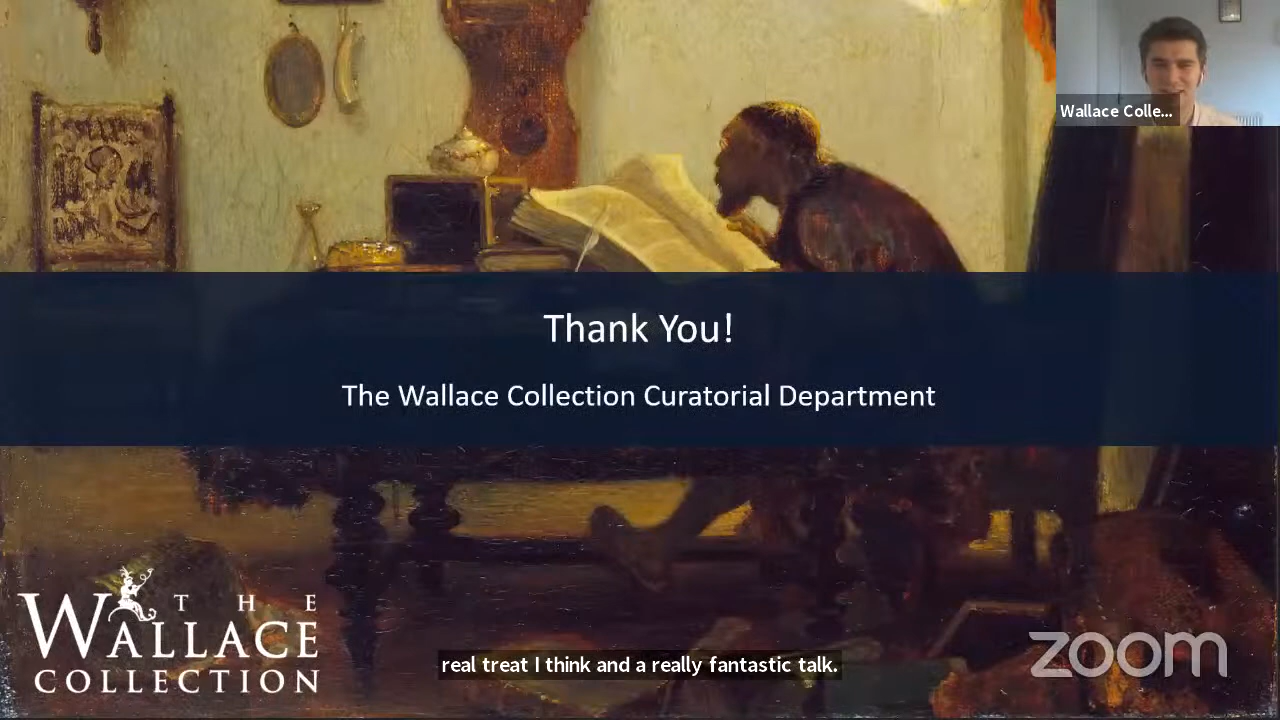 Wallace Colle...
Thank You!
The Wallace Collection Curatorial Department
THE
WALLACE
COLLECTION
real treat I think and a really fantastic talk.
zoom